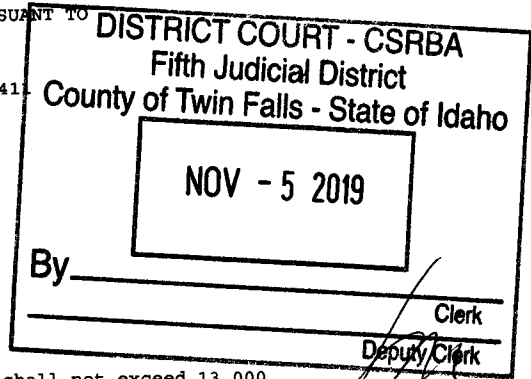 SUANT TO
DISTRICT COURT - CSRBA
Fifth Judicial District
411
County of Twin Falls - State of Idaho
NOV - 5 2019
By
Clerk
Deputy Clerk
shall not exceed 13,000